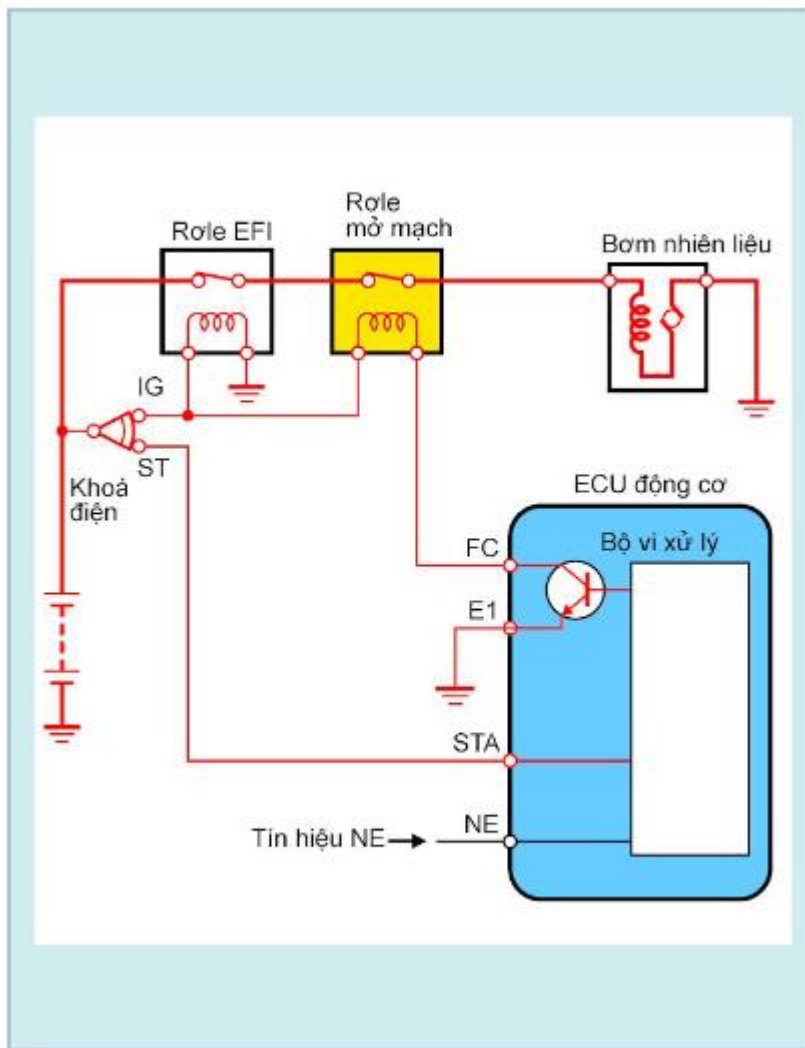 Rơle EFI
Rơle
mở mạch
Bơm nhiên liệu
IG
ST
Khoá
điện
ECU động cơ
Bộ vi xử lý
FC
E1
STA
NE
Tín hiệu NE